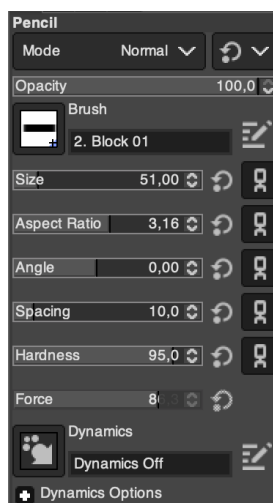 Pencil
Mode Normal
Opacity 100,0
Brush
2. Block 01
Size 51,00
Aspect Ratio 3,16
Angle 0,00
Spacing 10,0
Hardness 95,0
Force
Dynamics
Dynamics Off
Dynamics Options